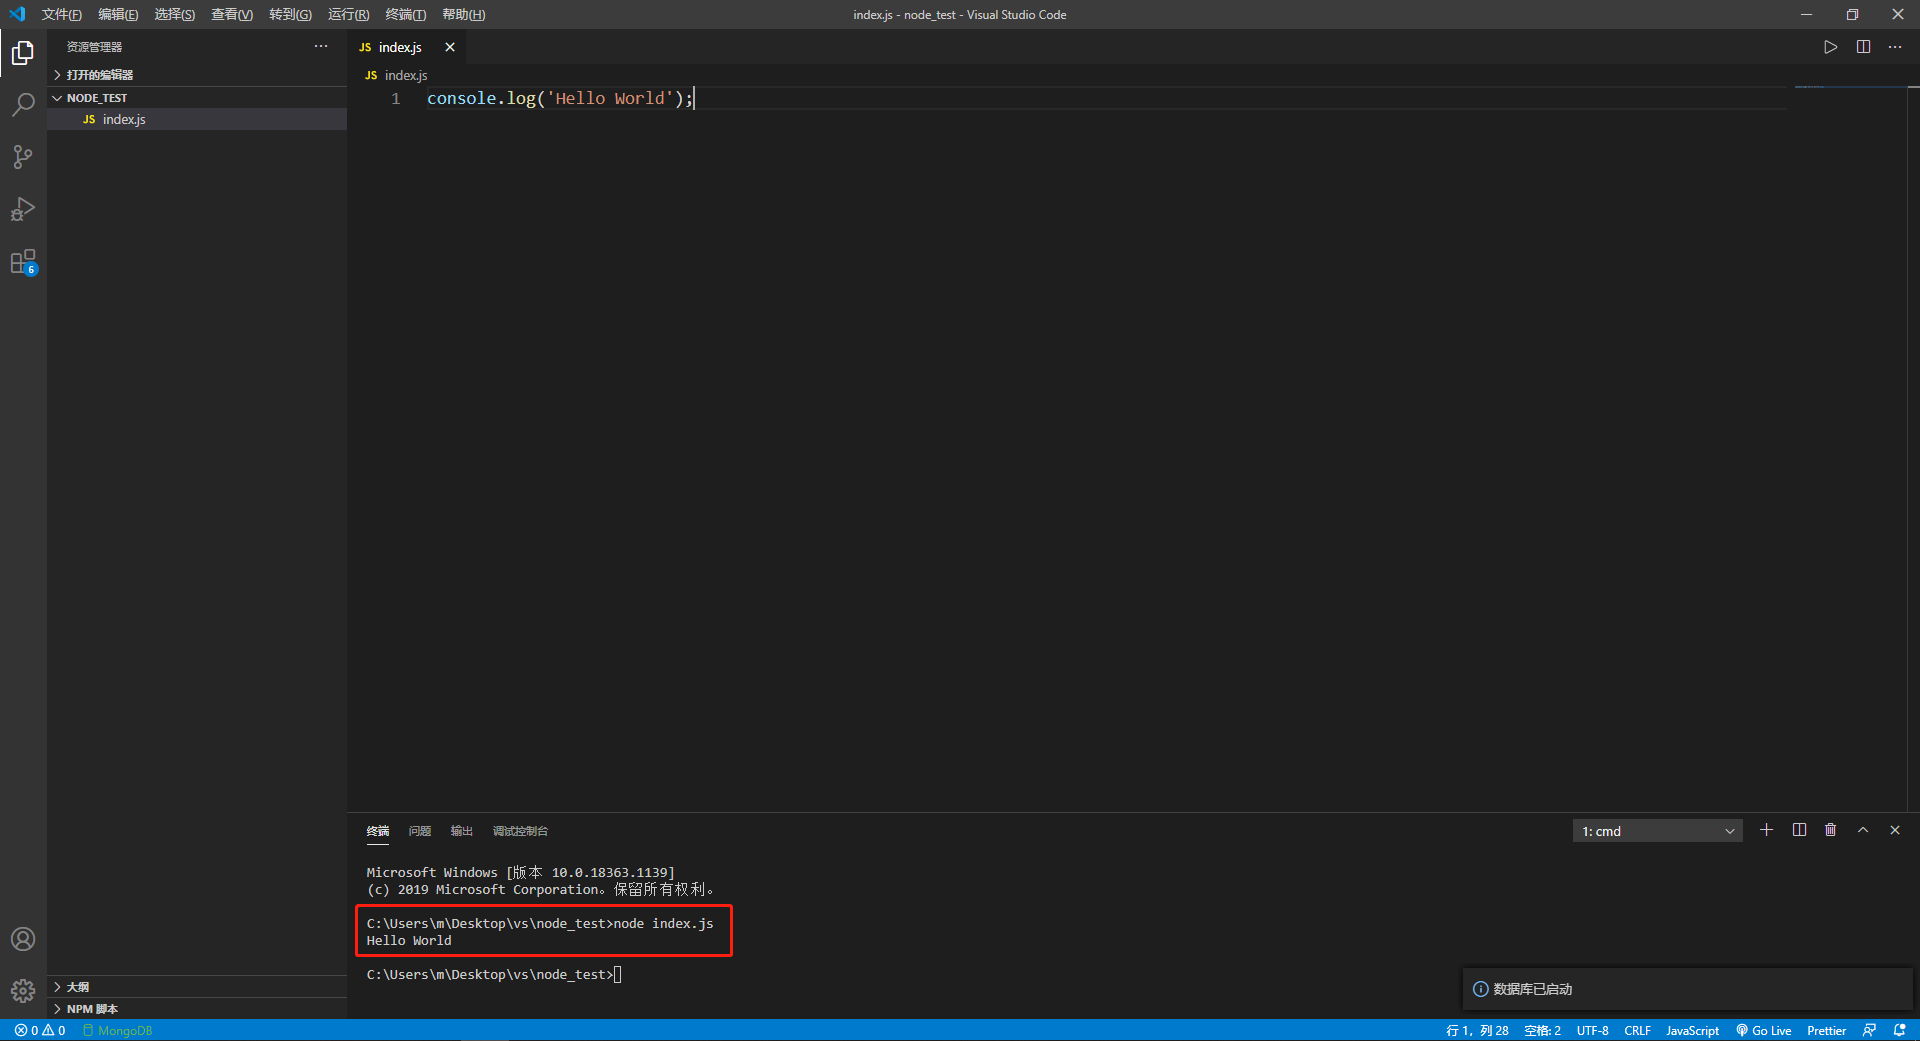 文件(F) 编辑(E) 选择(S) 查看(V) 转到(G) 运行(R) 终端(T) 帮助(H)
index.js - node_test - Visual Studio Code
资源管理器
打开的编辑器
NODE_TEST
JS index.js
6
大纲
NPM 脚本
JS index.js
JS index.js
1 console.log('Hello World');
终端 问题 输出 调试控制台
1: cmd
Microsoft Windows [版本 10.0.18363.1139]
(c) 2019 Microsoft Corporation。保留所有权利。
C:\Users\m\Desktop\vs\node_test>node index.js
Hello World
C:\Users\m\Desktop\vs\node_test>
数据库已启动
0 0 MongoDB
行 1，列 28 空格: 2 UTF-8 CRLF JavaScript Go Live Prettier